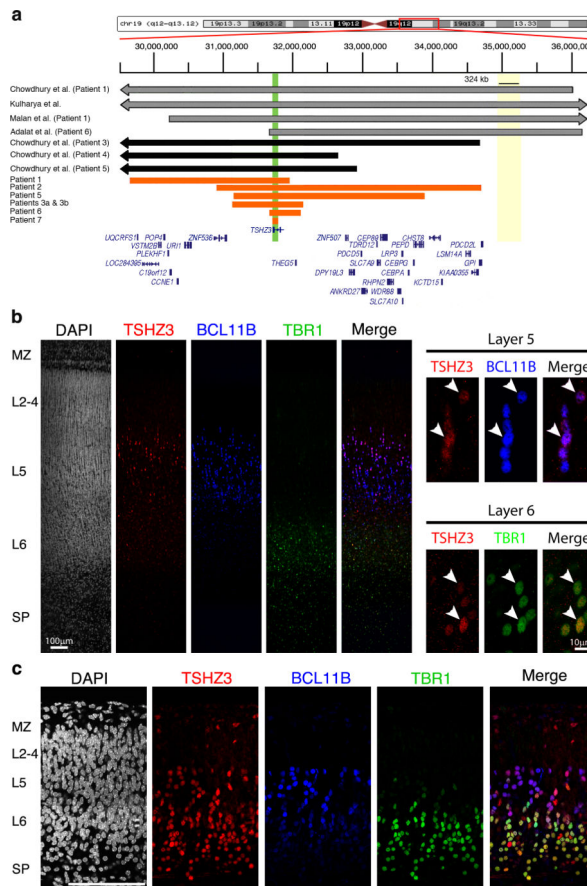 a
chr19 (q12-q13.12) 19p13.3 19p13.2 13.11 19p12 19q12 19q13.2 13.33
30,000,000 31,000,000 32,000,000 33,000,000 34,000,000 35,000,000 36,000,0
324 kb
Chowdhury et al. (Patient 1)
Kulharya et al.
Malan et al. (Patient 1)
Adalat et al. (Patient 6)
Chowdhury et al. (Patient 3)
Chowdhury et al. (Patient 4)
Chowdhury et al. (Patient 5)
Patient 1
Patient 2
Patient 5
Patients 3a & 3b
Patient 6
Patient 7
TSHZ3
UQCRFS1 POP4 ZNF536 ZNF507 CEP89 CHST8
VSTM2B URI1 TDRD12 PEPD PDCD2L
PLEKHF1 THEG5 PDCD5 LRP3 LSM14A
LOC284395 SLC7A9 CEBPG GPI
C19orf12 DPY19L3 CEBPA KIAA0355
CCNE1 RHPN2 KCTD15
ANKRD27 WDR88
SLC7A10
b
DAPI TSHZ3 BCL11B TBR1 Merge
MZ
L2-4
L5
L6
SP
100μm
Layer 5
TSHZ3 BCL11B Merge
Layer 6
TSHZ3 TBR1 Merge
10μ
c
DAPI TSHZ3 BCL11B TBR1 Merge
MZ
L2-4
L5
L6
SP